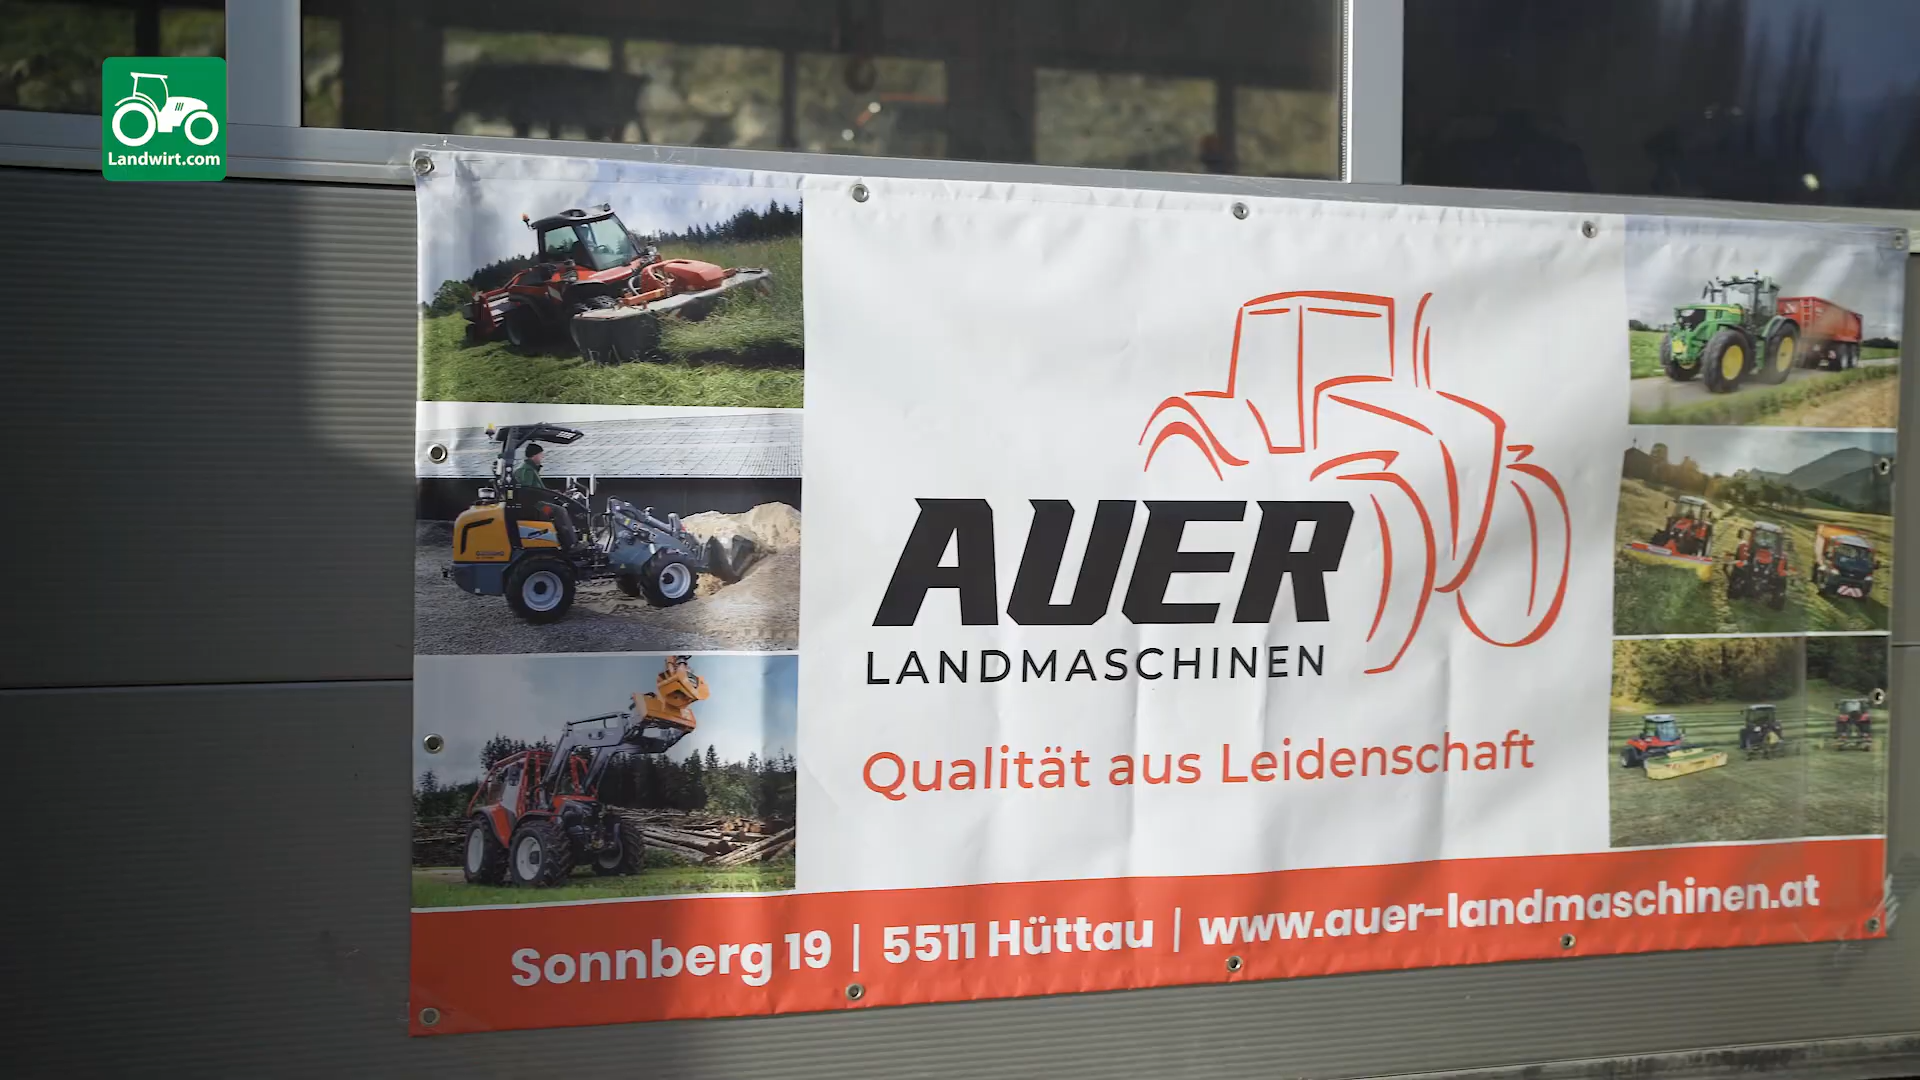 Landwirt.com
AUER
LANDMASCHINEN
Qualität aus Leidenschaft
Sonnberg 19 | 5511 Hüttau | www.auer-landmaschinen.at